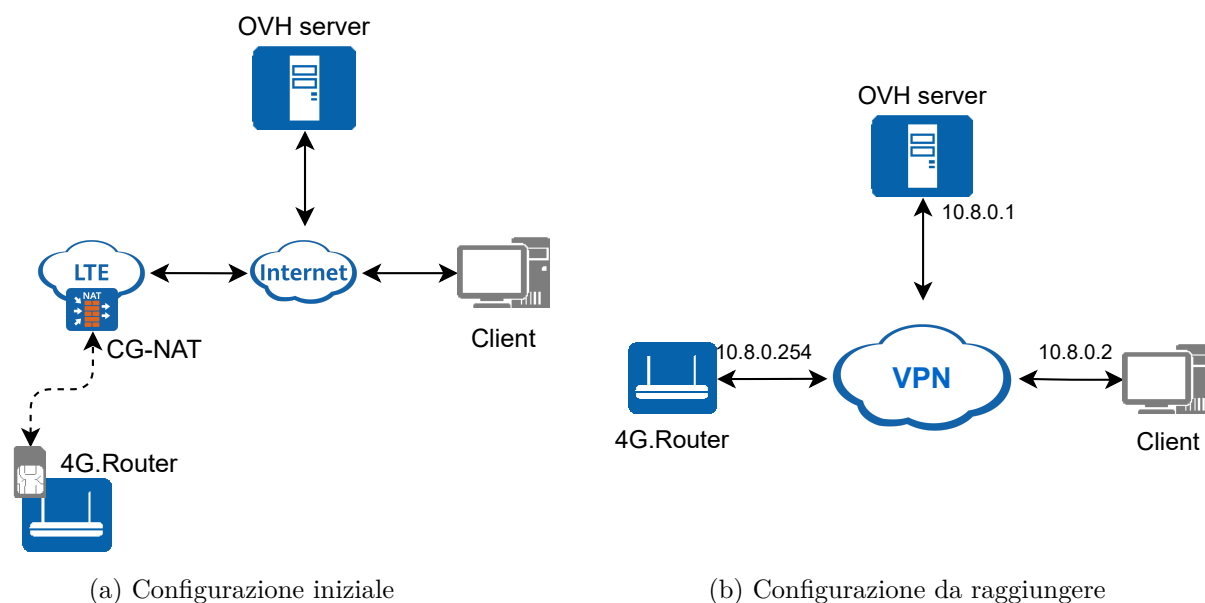 OVH server
LTE
NAT
Internet
CG-NAT
Client
4G.Router
(a) Configurazione iniziale
OVH server
10.8.0.1
10.8.0.254
VPN
10.8.0.2
4G.Router
Client
(b) Configurazione da raggiungere